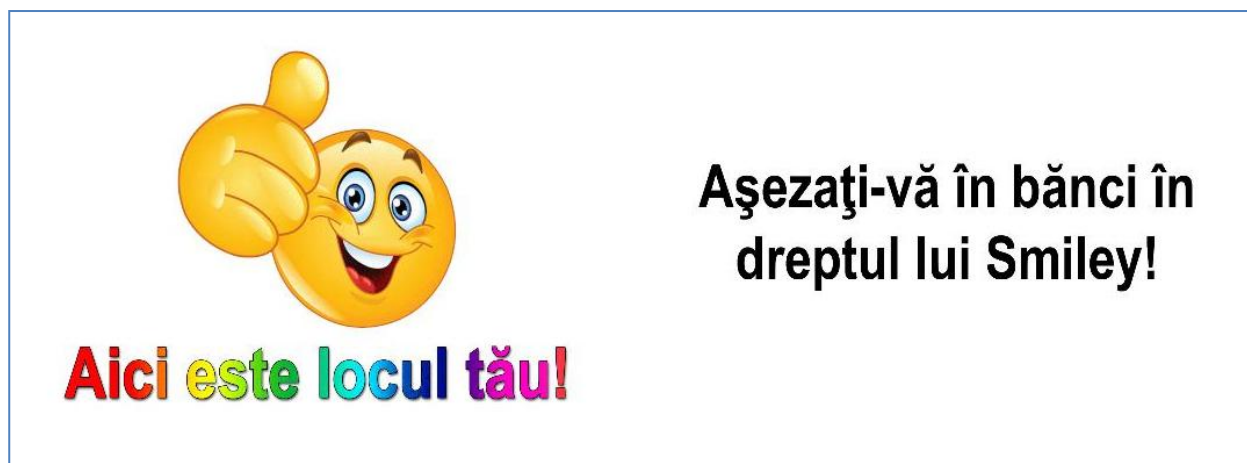 Aici este locul tău!
Aşezaţi-vă în bănci în
dreptul lui Smiley!